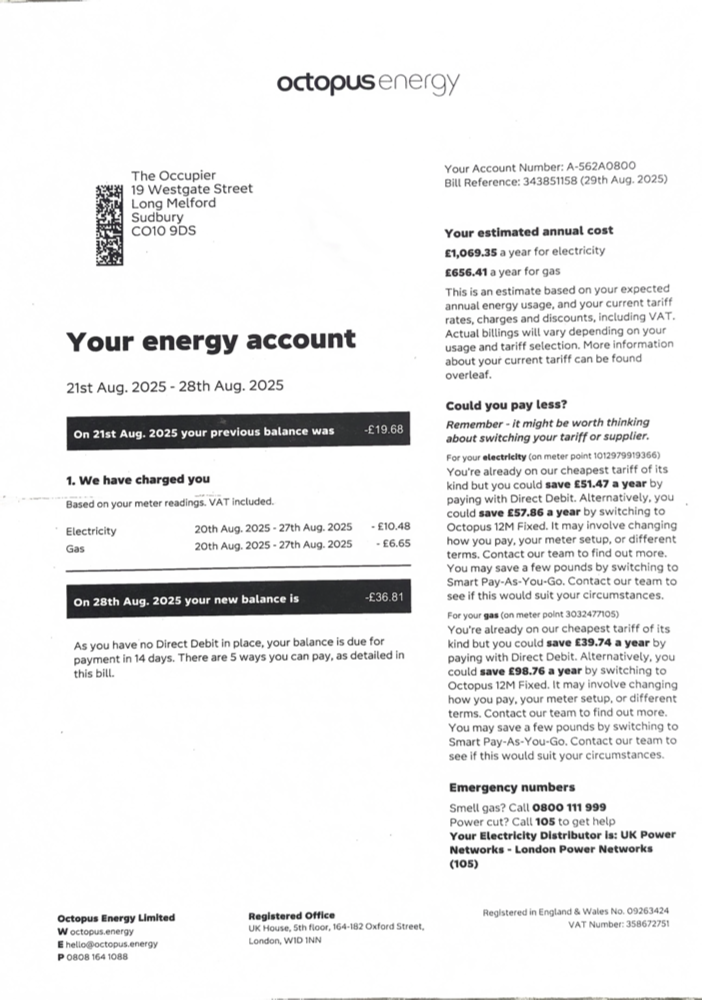 octopusenergy
The Occupier
19 Westgate Street
Long Melford
Sudbury
CO10 9DS
Your Account Number: A-562A0800
Bill Reference: 343851158 (29th Aug. 2025)
Your energy account
21st Aug. 2025 - 28th Aug. 2025
On 21st Aug. 2025 your previous balance was -£19.68
1. We have charged you
Based on your meter readings. VAT included.
Electricity 20th Aug. 2025 - 27th Aug. 2025 - £10.48
Gas 20th Aug. 2025 - 27th Aug. 2025 - £6.65
On 28th Aug. 2025 your new balance is -£36.81
As you have no Direct Debit in place, your balance is due for
payment in 14 days. There are 5 ways you can pay, as detailed in
this bill.
Your estimated annual cost
£1,069.35 a year for electricity
£656.41 a year for gas
This is an estimate based on your expected
annual energy usage, and your current tariff
rates, charges and discounts, including VAT.
Actual billings will vary depending on your
usage and tariff selection. More information
about your current tariff can be found
overleaf.
Could you pay less?
Remember - it might be worth thinking
about switching your tariff or supplier.
For your electricity (on meter point 1012979919366)
You're already on our cheapest tariff of its
kind but you could save £51.47 a year by
paying with Direct Debit. Alternatively, you
could save £57.86 a year by switching to
Octopus 12M Fixed. It may involve changing
how you pay, your meter setup, or different
terms. Contact our team to find out more.
You may save a few pounds by switching to
Smart Pay-As-You-Go. Contact our team to
see if this would suit your circumstances.
For your gas (on meter point 3032477105)
You're already on our cheapest tariff of its
kind but you could save £39.74 a year by
paying with Direct Debit. Alternatively, you
could save £98.76 a year by switching to
Octopus 12M Fixed. It may involve changing
how you pay, your meter setup, or different
terms. Contact our team to find out more.
You may save a few pounds by switching to
Smart Pay-As-You-Go. Contact our team to
see if this would suit your circumstances.
Emergency numbers
Smell gas? Call 0800 111 999
Power cut? Call 105 to get help
Your Electricity Distributor is: UK Power
Networks - London Power Networks
(105)
Octopus Energy Limited
W octopus.energy
E hello@octopus.energy
P 0808 164 1088
Registered Office
UK House, 5th floor, 164-182 Oxford Street,
London, W1D 1NN
Registered in England & Wales No. 09263424
VAT Number: 358672751